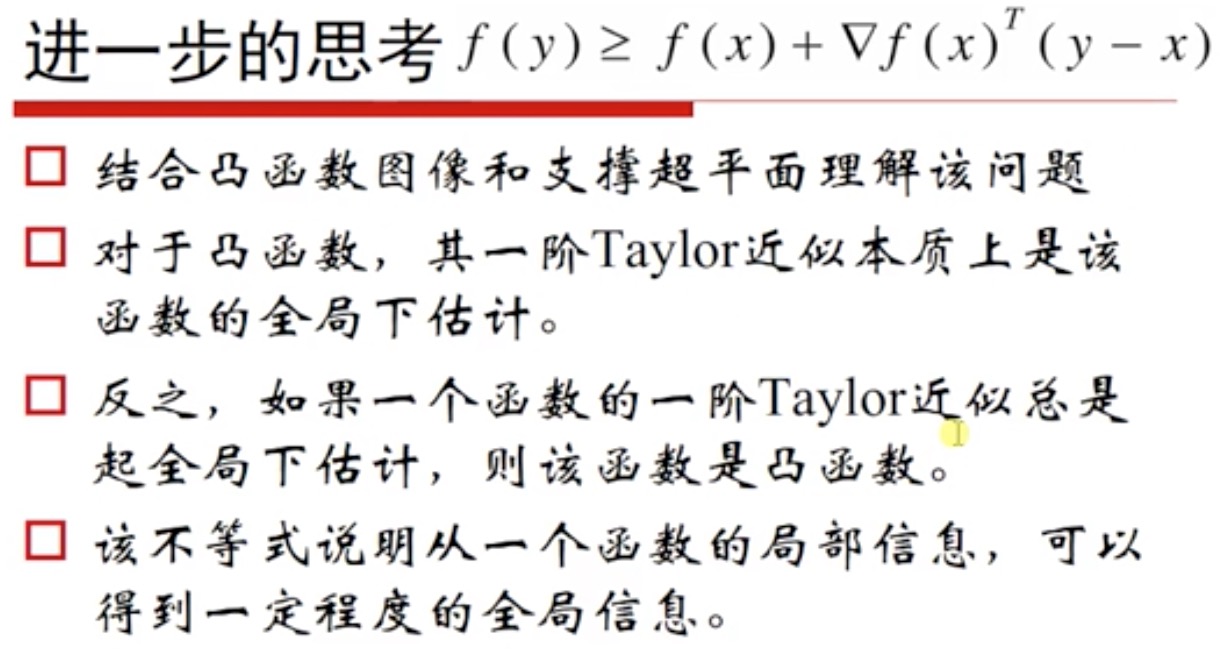 进一步的思考 f(y) ≥ f(x) + ∇f(x)ᵀ(y − x)
结合凸函数图像和支撑超平面理解该问题
对于凸函数，其一阶Taylor近似本质上是该
函数的全局下估计。
反之，如果一个函数的一阶Taylor近似总是
起全局下估计，则该函数是凸函数。
该不等式说明从一个函数的局部信息，可以
得到一定程度的全局信息。